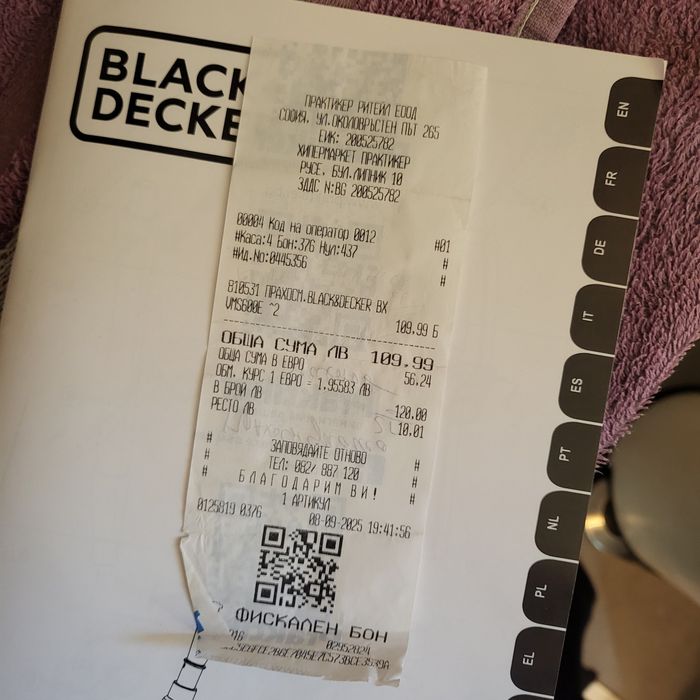 BLACK
DECKE
ПРАКТИКЕР РИТЕЙЛ ЕООД
СОФИЯ, УЛ.ОКОЛОВРЪСТЕН ПЪТ 265
ЕИК: 200525782
ХИПЕРМАРКЕТ ПРАКТИКЕР
РУСЕ, БУЛ.ЛИПНИК 10
ЗДДС N:BG 200525782
00004 Код на оператор 0012 #01
#Каса:4 Бон:376 Нул:437 #
#Ид.No:0445356 #
810531 ПРАХОСМ.BLACK&DECKER BX
VMS600E ^2
109.99 Б
ОБЩА СУМА ЛВ 109.99
ОБЩА СУМА В ЕВРО 56.24
ОБМ. КУРС 1 ЕВРО = 1.95583 ЛВ
В БРОЙ ЛВ 120.00
РЕСТО ЛВ 10.01
# ЗАПОВЯДАЙТЕ ОТНОВО #
# ТЕЛ: 082/ 887 120 #
# Б Л А Г О Д А Р И М В И ! #
1 АРТИКУЛ
0125819 0376 08-09-2025 19:41:56
ФИСКАЛЕН БОН
02952824
EN
FR
DE
IT
ES
PT
NL
PL
EL